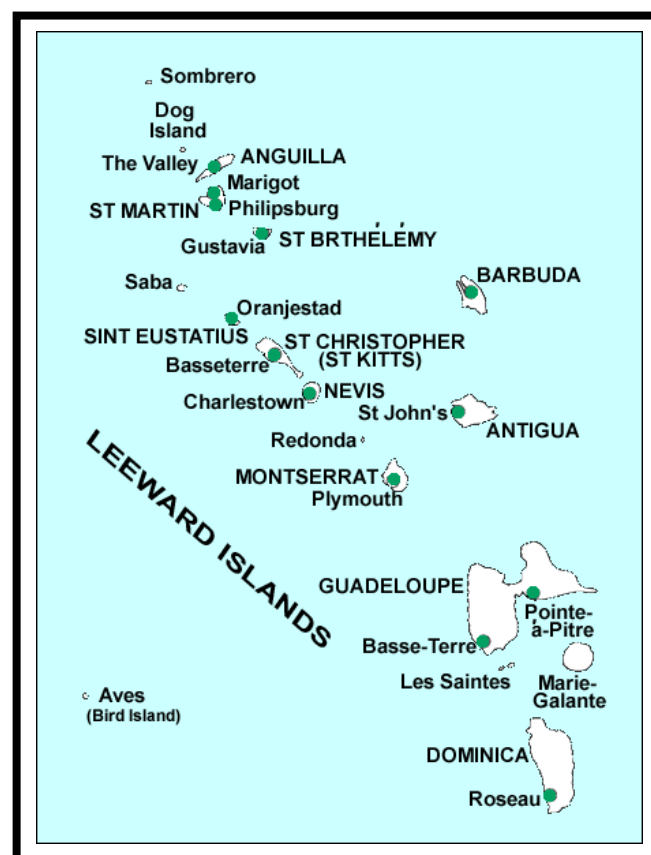 Sombrero
Dog
Island
The Valley
ANGUILLA
Marigot
ST MARTIN
Philipsburg
Gustavia
ST BRTHÉLÉMY
Saba
BARBUDA
Oranjestad
SINT EUSTATIUS
ST CHRISTOPHER
(ST KITTS)
Basseterre
NEVIS
Charlestown
St John's
ANTIGUA
Redonda
MONTSERRAT
Plymouth
LEEWARD ISLANDS
GUADELOUPE
Pointe-
à-Pitre
Basse-Terre
Les Saintes
Marie-
Galante
Aves
(Bird Island)
DOMINICA
Roseau